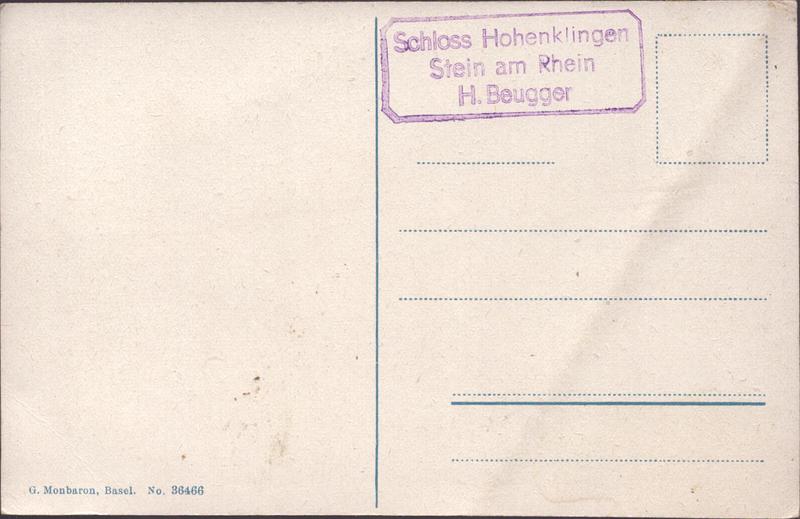 Schloss Hohenklingen
Stein am Rhein
H. Beugger
G. Monbaron, Basel. No. 36466